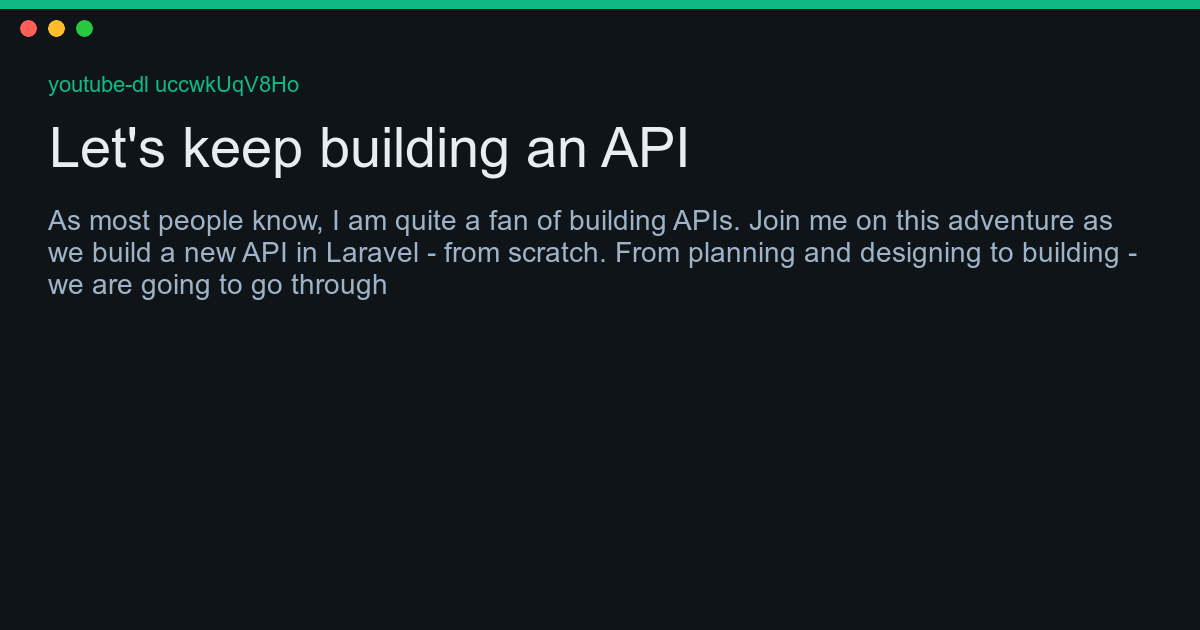 youtube-dl uccwkUqV8Ho
Let's keep building an API
As most people know, I am quite a fan of building APIs. Join me on this adventure as
we build a new API in Laravel - from scratch. From planning and designing to building -
we are going to go through